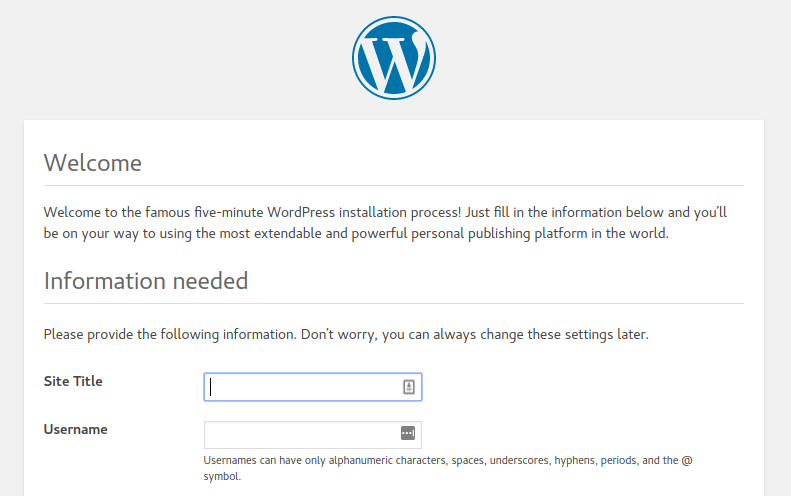 Welcome
Welcome to the famous five-minute WordPress installation process! Just fill in the information below and you'll
be on your way to using the most extendable and powerful personal publishing platform in the world.
Information needed
Please provide the following information. Don't worry, you can always change these settings later.
Site Title
Username
Usernames can have only alphanumeric characters, spaces, underscores, hyphens, periods, and the @
symbol.